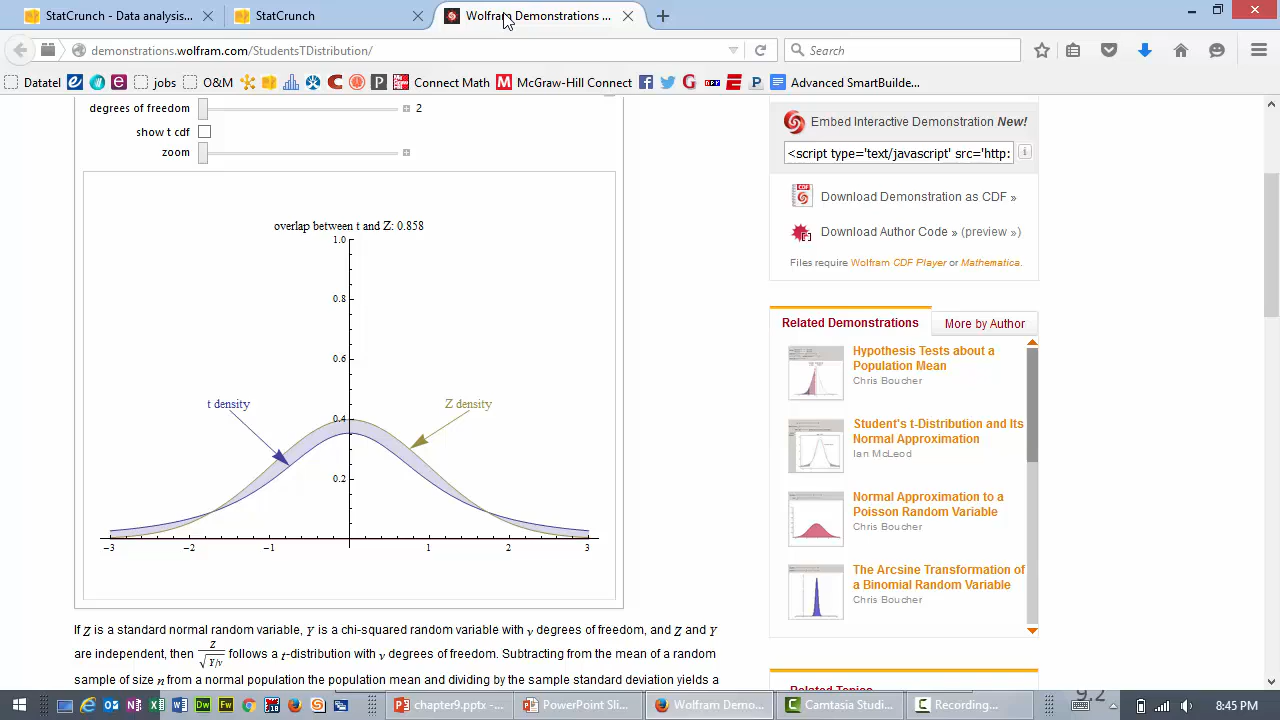 StatCrunch - Data analysis
StatCrunch
Wolfram Demonstrations ...
demonstrations.wolfram.com/StudentsTDistribution/
Search
Datatel
jobs
O&M
Connect Math
McGraw-Hill Connect
Advanced SmartBuilde...
degrees of freedom
2
show t cdf
zoom
overlap between t and Z: 0.858
1.0
0.8
0.6
t density
Z density
0.4
0.2
-3
-2
-1
1
2
3
If Z is a standard normal random variable, Y is a chi-squared random variable with ν degrees of freedom, and Z and Y
are independent, then Z/√Y/ν follows a t-distribution with ν degrees of freedom. Subtracting from the mean of a random
sample of size n from a normal population the population mean and dividing by the sample standard deviation yields a
Embed Interactive Demonstration New!
<script type='text/javascript' src='http:
Download Demonstration as CDF »
Download Author Code » (preview »)
Files require Wolfram CDF Player or Mathematica.
Related Demonstrations
More by Author
Hypothesis Tests about a
Population Mean
Chris Boucher
Student's t-Distribution and Its
Normal Approximation
Ian McLeod
Normal Approximation to a
Poisson Random Variable
Chris Boucher
The Arcsine Transformation of
a Binomial Random Variable
Chris Boucher
Related Topics
chapter9.pptx -...
PowerPoint Sli...
Wolfram Demo...
Camtasia Studi...
Recording...
9.2
8:45 PM